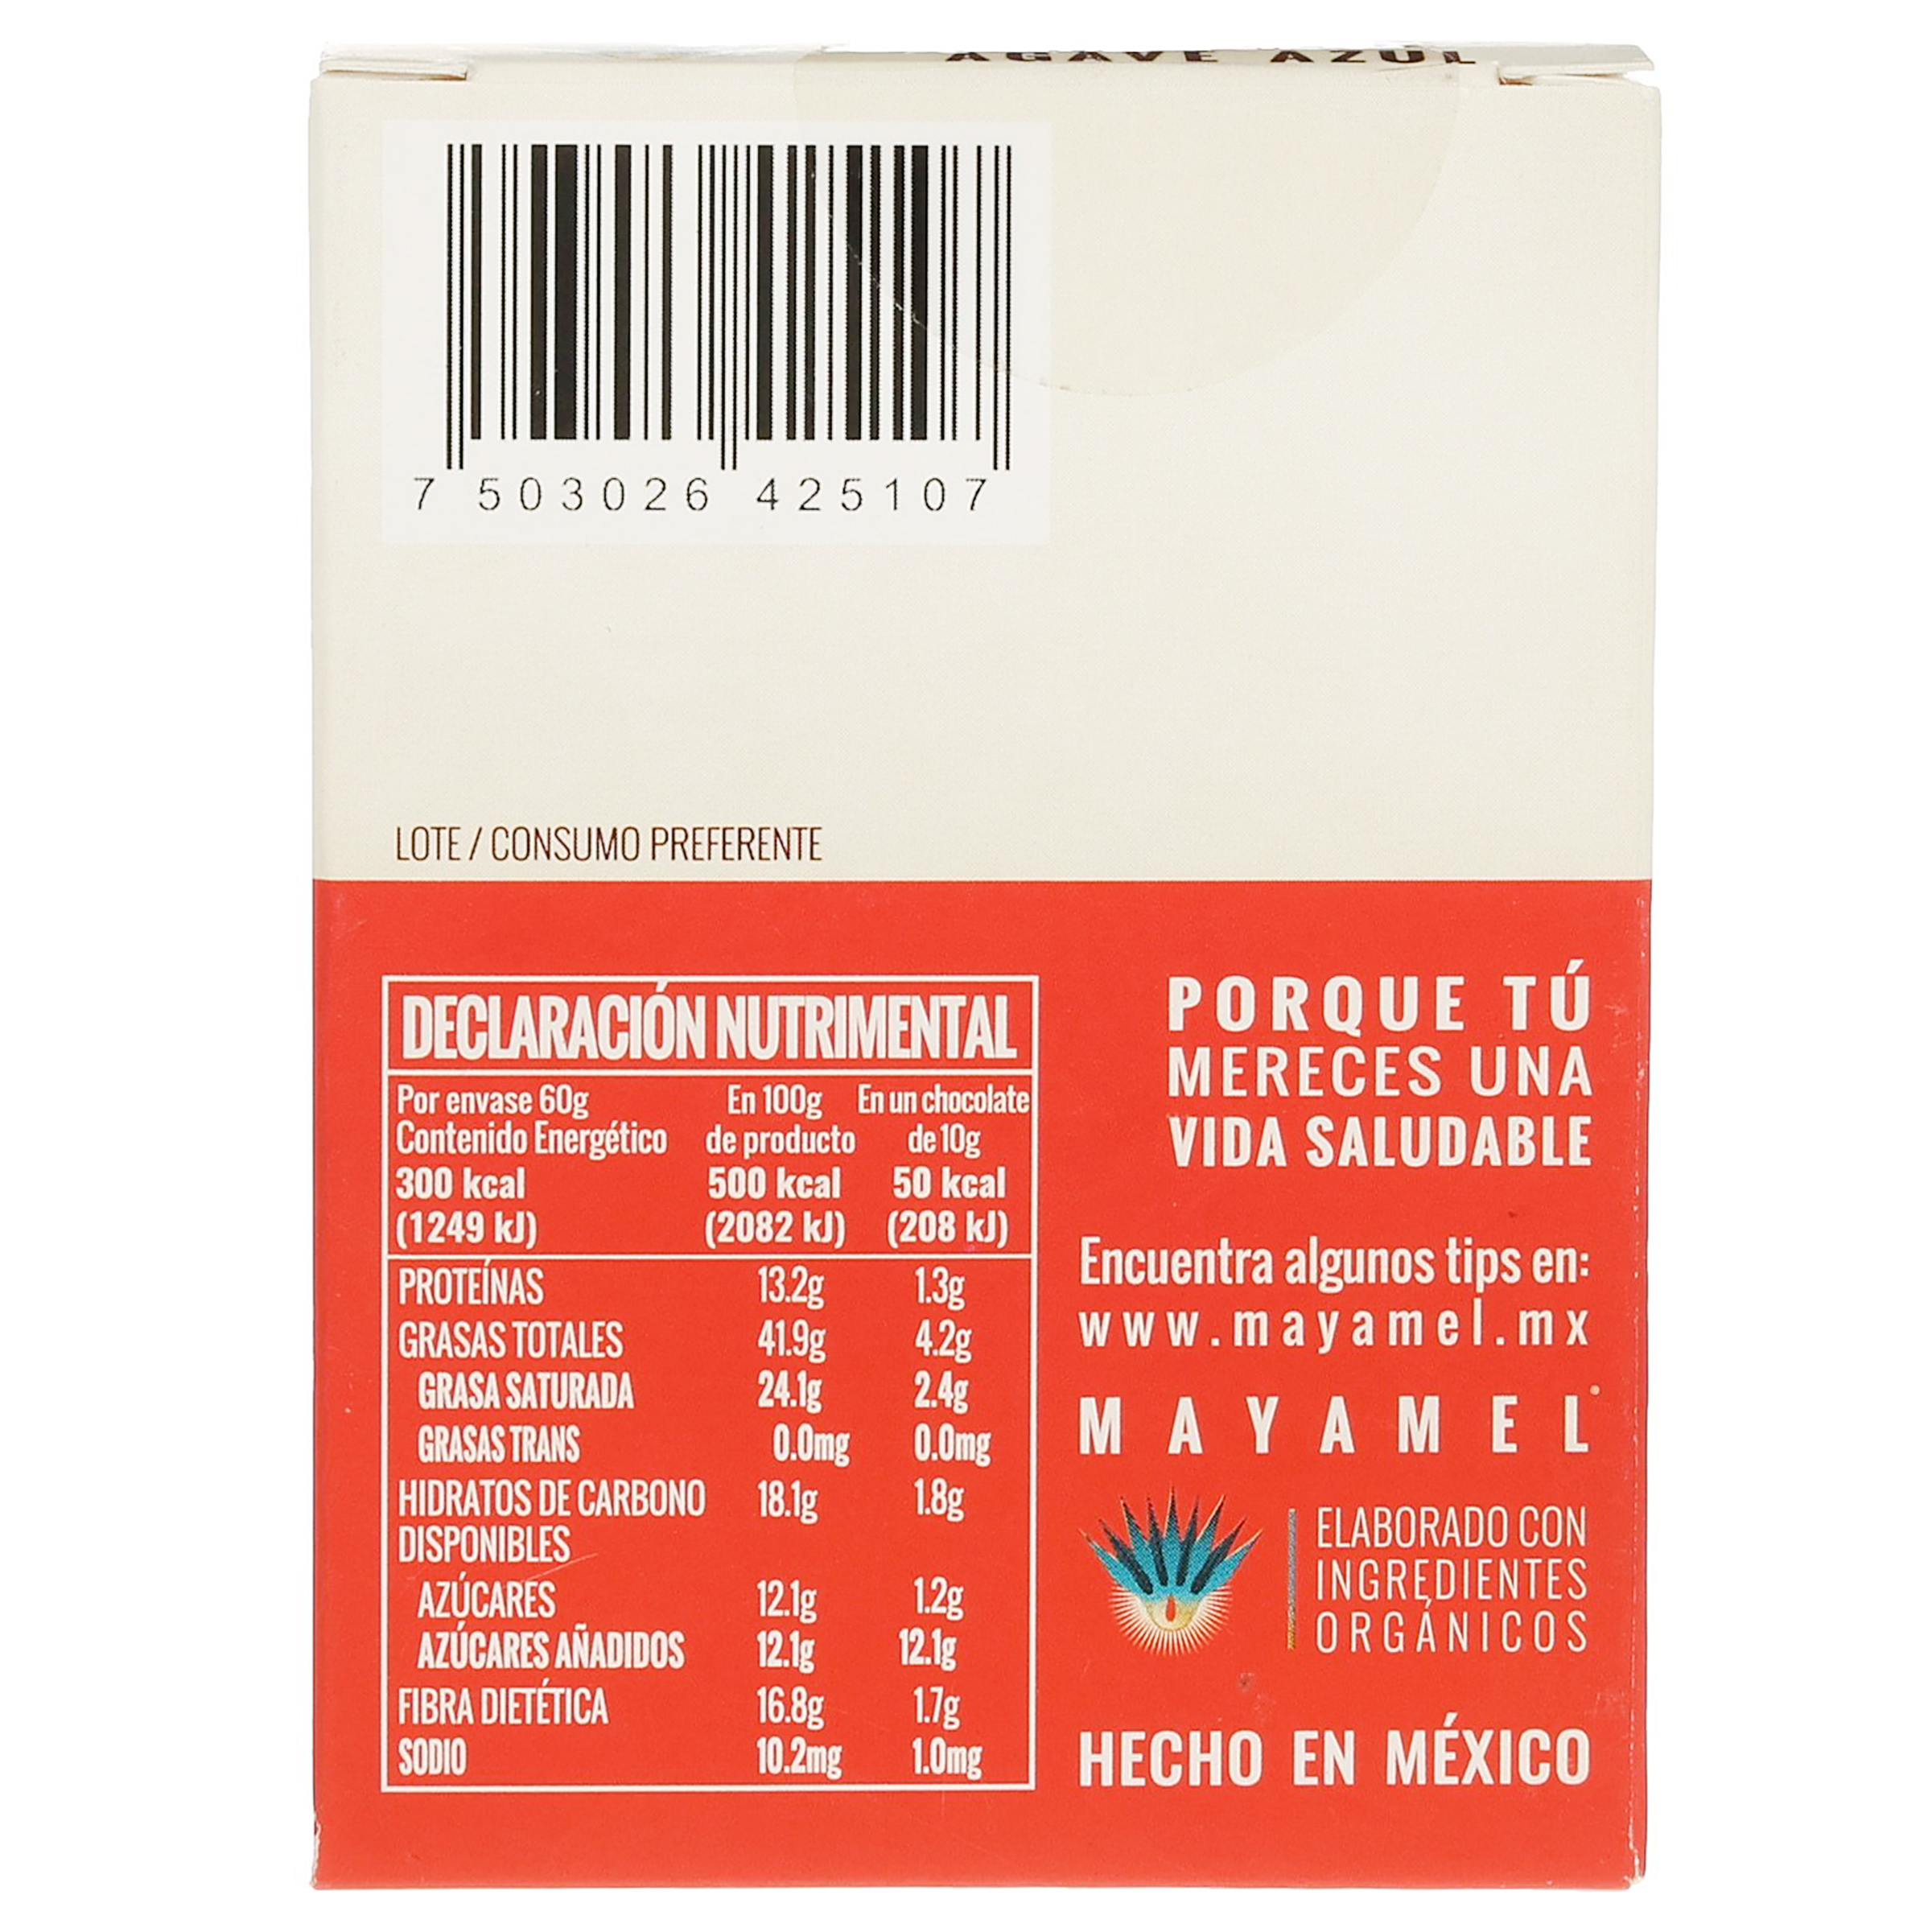 AGAVE AZUL
7 503026 425107
LOTE / CONSUMO PREFERENTE
DECLARACIÓN NUTRIMENTAL
Por envase 60g En 100g En un chocolate
Contenido Energético de producto de 10g
300 kcal 500 kcal 50 kcal
(1249 kJ) (2082 kJ) (208 kJ)
PROTEÍNAS 13.2g 1.3g
GRASAS TOTALES 41.9g 4.2g
GRASA SATURADA 24.1g 2.4g
GRASAS TRANS 0.0mg 0.0mg
HIDRATOS DE CARBONO 18.1g 1.8g
DISPONIBLES
AZÚCARES 12.1g 1.2g
AZÚCARES AÑADIDOS 12.1g 12.1g
FIBRA DIETÉTICA 16.8g 1.7g
SODIO 10.2mg 1.0mg
PORQUE TÚ
MERECES UNA
VIDA SALUDABLE
Encuentra algunos tips en:
www.mayamel.mx
MAYAMEL
ELABORADO CON
INGREDIENTES
ORGÁNICOS
HECHO EN MÉXICO